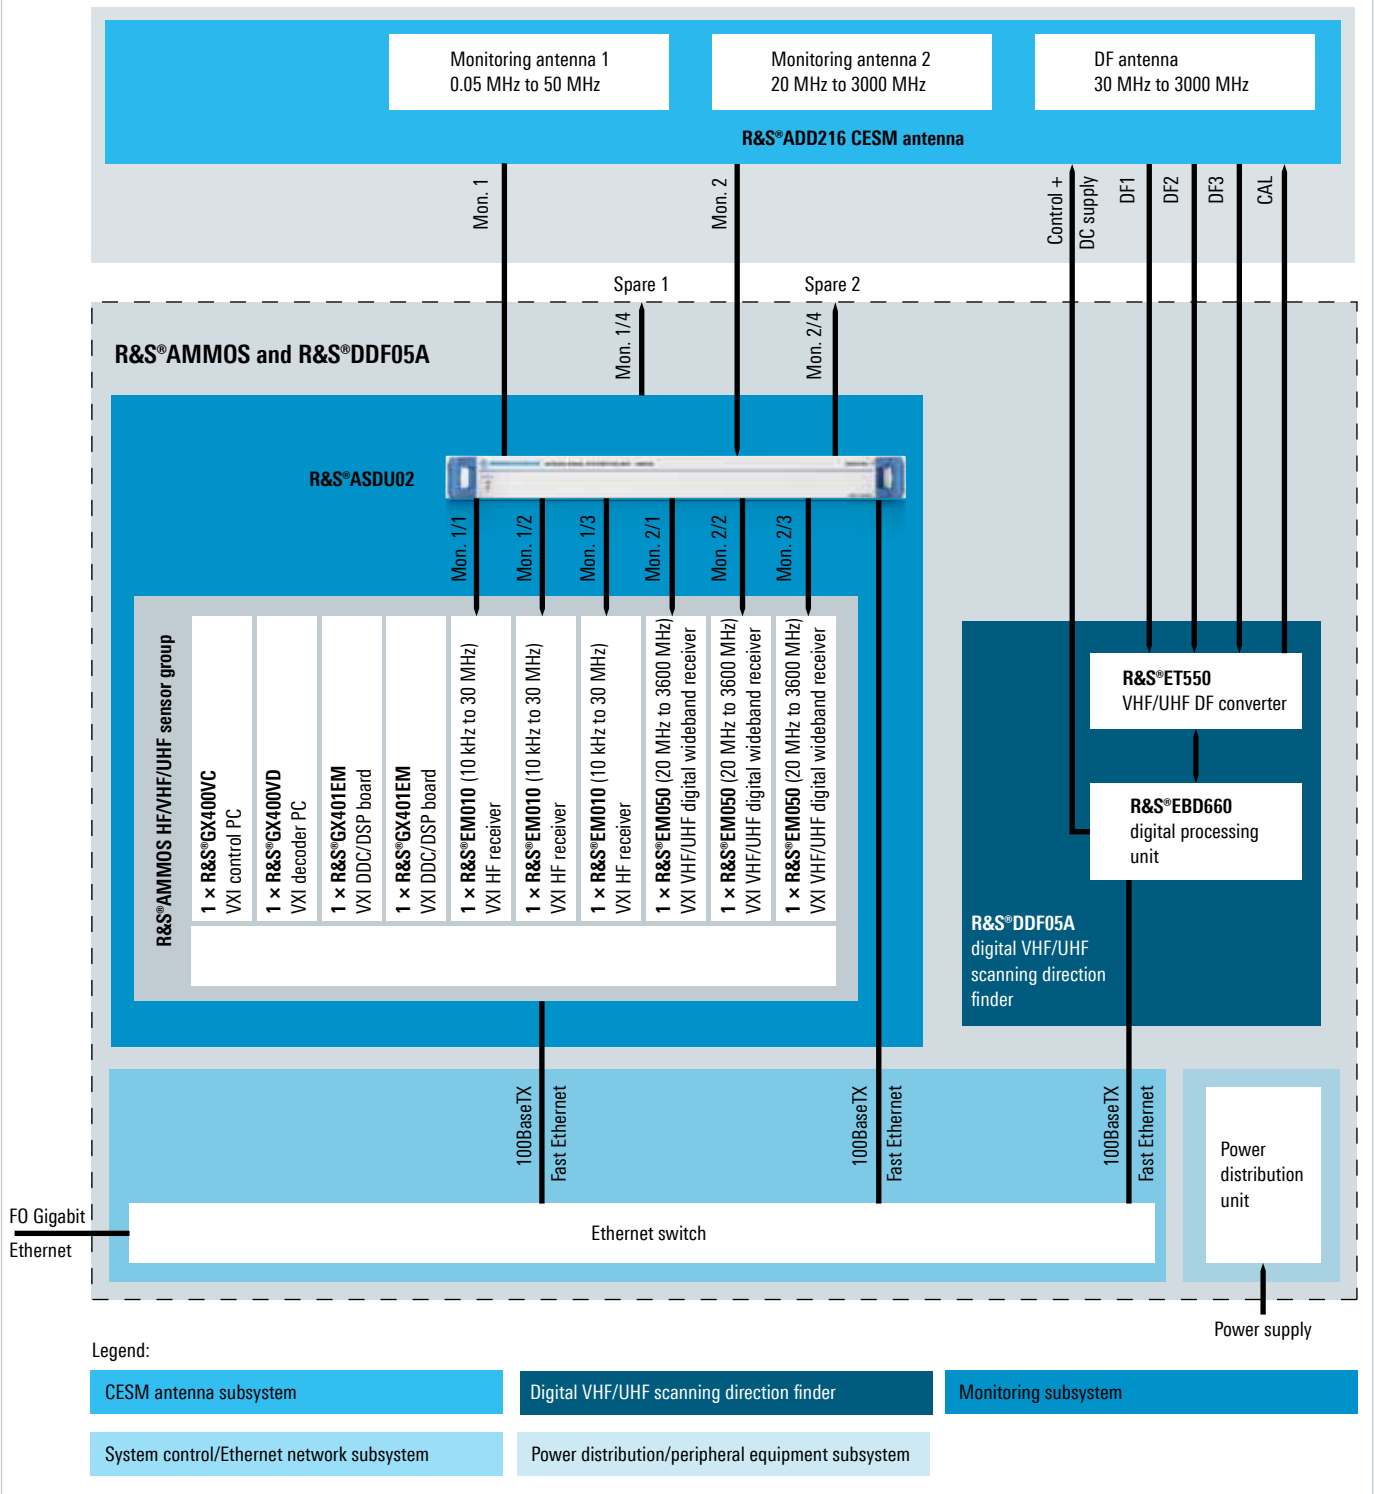 Monitoring antenna 1
0.05 MHz to 50 MHz
Monitoring antenna 2
20 MHz to 3000 MHz
DF antenna
30 MHz to 3000 MHz
R&S®ADD216 CESM antenna
Mon. 1
Mon. 2
Control +
DC supply
DF1
DF2
DF3
CAL
Spare 1
Spare 2
Mon. 1/4
Mon. 2/4
R&S®AMMOS and R&S®DDF05A
R&S®ASDU02
Mon. 1/1
Mon. 1/2
Mon. 1/3
Mon. 2/1
Mon. 2/2
Mon. 2/3
R&S®AMMOS HF/VHF/UHF sensor group
1 × R&S®GX400VC
VXI control PC
1 × R&S®GX400VD
VXI decoder PC
1 × R&S®GX401EM
VXI DDC/DSP board
1 × R&S®GX401EM
VXI DDC/DSP board
1 × R&S®EM010 (10 kHz to 30 MHz)
VXI HF receiver
1 × R&S®EM010 (10 kHz to 30 MHz)
VXI HF receiver
1 × R&S®EM010 (10 kHz to 30 MHz)
VXI HF receiver
1 × R&S®EM050 (20 MHz to 3600 MHz)
VXI VHF/UHF digital wideband receiver
1 × R&S®EM050 (20 MHz to 3600 MHz)
VXI VHF/UHF digital wideband receiver
1 × R&S®EM050 (20 MHz to 3600 MHz)
VXI VHF/UHF digital wideband receiver
R&S®ET550
VHF/UHF DF converter
R&S®EBD660
digital processing
unit
R&S®DDF05A
digital VHF/UHF
scanning direction
finder
100BaseTX
Fast Ethernet
100BaseTX
Fast Ethernet
100BaseTX
Fast Ethernet
Power
distribution
unit
FO Gigabit
Ethernet
Ethernet switch
Power supply
Legend:
CESM antenna subsystem
Digital VHF/UHF scanning direction finder
Monitoring subsystem
System control/Ethernet network subsystem
Power distribution/peripheral equipment subsystem